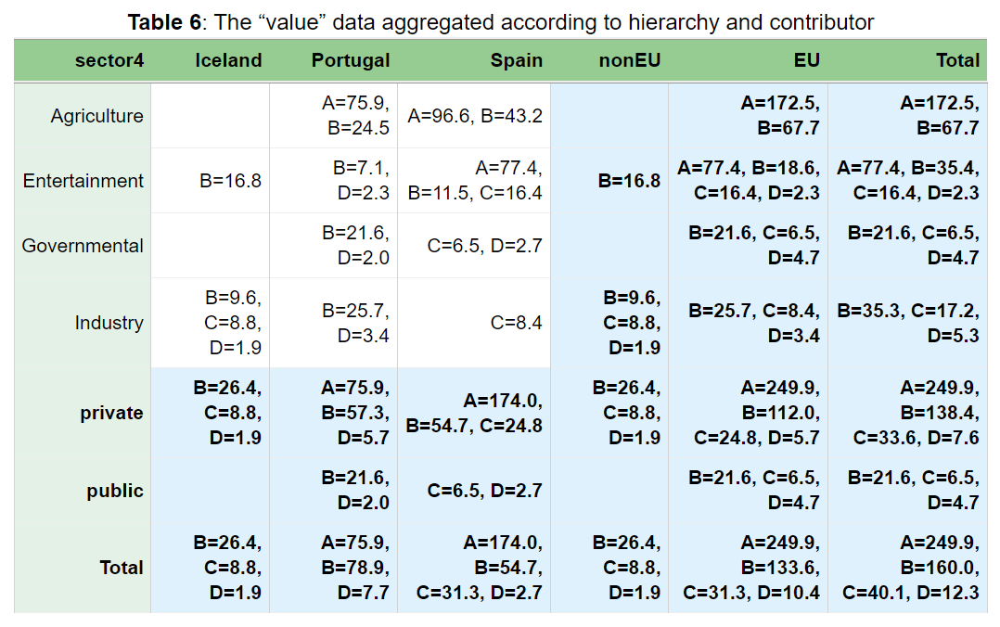 Table 6: The “value” data aggregated according to hierarchy and contributor
sector4 Iceland Portugal Spain nonEU EU Total
Agriculture A=75.9, B=24.5 A=96.6, B=43.2 A=172.5, B=67.7 A=172.5, B=67.7
Entertainment B=16.8 B=7.1, D=2.3 A=77.4, B=11.5, C=16.4 B=16.8 A=77.4, B=18.6, C=16.4, D=2.3 A=77.4, B=35.4, C=16.4, D=2.3
Governmental B=21.6, D=2.0 C=6.5, D=2.7 B=21.6, C=6.5, D=4.7 B=21.6, C=6.5, D=4.7
Industry B=9.6, C=8.8, D=1.9 B=25.7, D=3.4 C=8.4 B=9.6, C=8.8, D=1.9 B=25.7, C=8.4, D=3.4 B=35.3, C=17.2, D=5.3
private B=26.4, C=8.8, D=1.9 A=75.9, B=57.3, D=5.7 A=174.0, B=54.7, C=24.8 B=26.4, C=8.8, D=1.9 A=249.9, B=112.0, C=24.8, D=5.7 A=249.9, B=138.4, C=33.6, D=7.6
public B=21.6, D=2.0 C=6.5, D=2.7 B=21.6, C=6.5, D=4.7 B=21.6, C=6.5, D=4.7
Total B=26.4, C=8.8, D=1.9 A=75.9, B=78.9, D=7.7 A=174.0, B=54.7, C=31.3, D=2.7 B=26.4, C=8.8, D=1.9 A=249.9, B=133.6, C=31.3, D=10.4 A=249.9, B=160.0, C=40.1, D=12.3